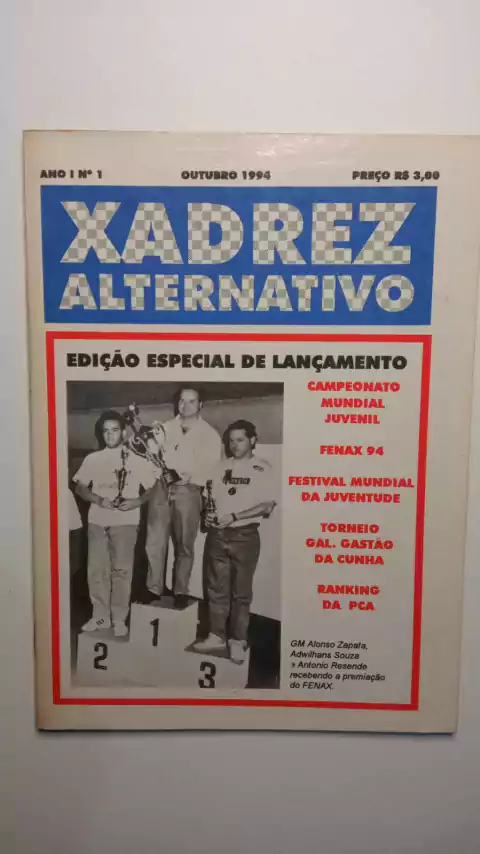 ANO I Nº 1 OUTUBRO 1994 PREÇO R$ 3,00
XADREZ
ALTERNATIVO
EDIÇÃO ESPECIAL DE LANÇAMENTO
CAMPEONATO
MUNDIAL
JUVENIL
FENAX 94
FESTIVAL MUNDIAL
DA JUVENTUDE
TORNEIO
GAL. GASTÃO
DA CUNHA
RANKING
DA PCA
1
2
3
GM Alonso Zapata,
Adwilhans Souza
e Antonio Resende
recebendo a premiação
do FENAX.